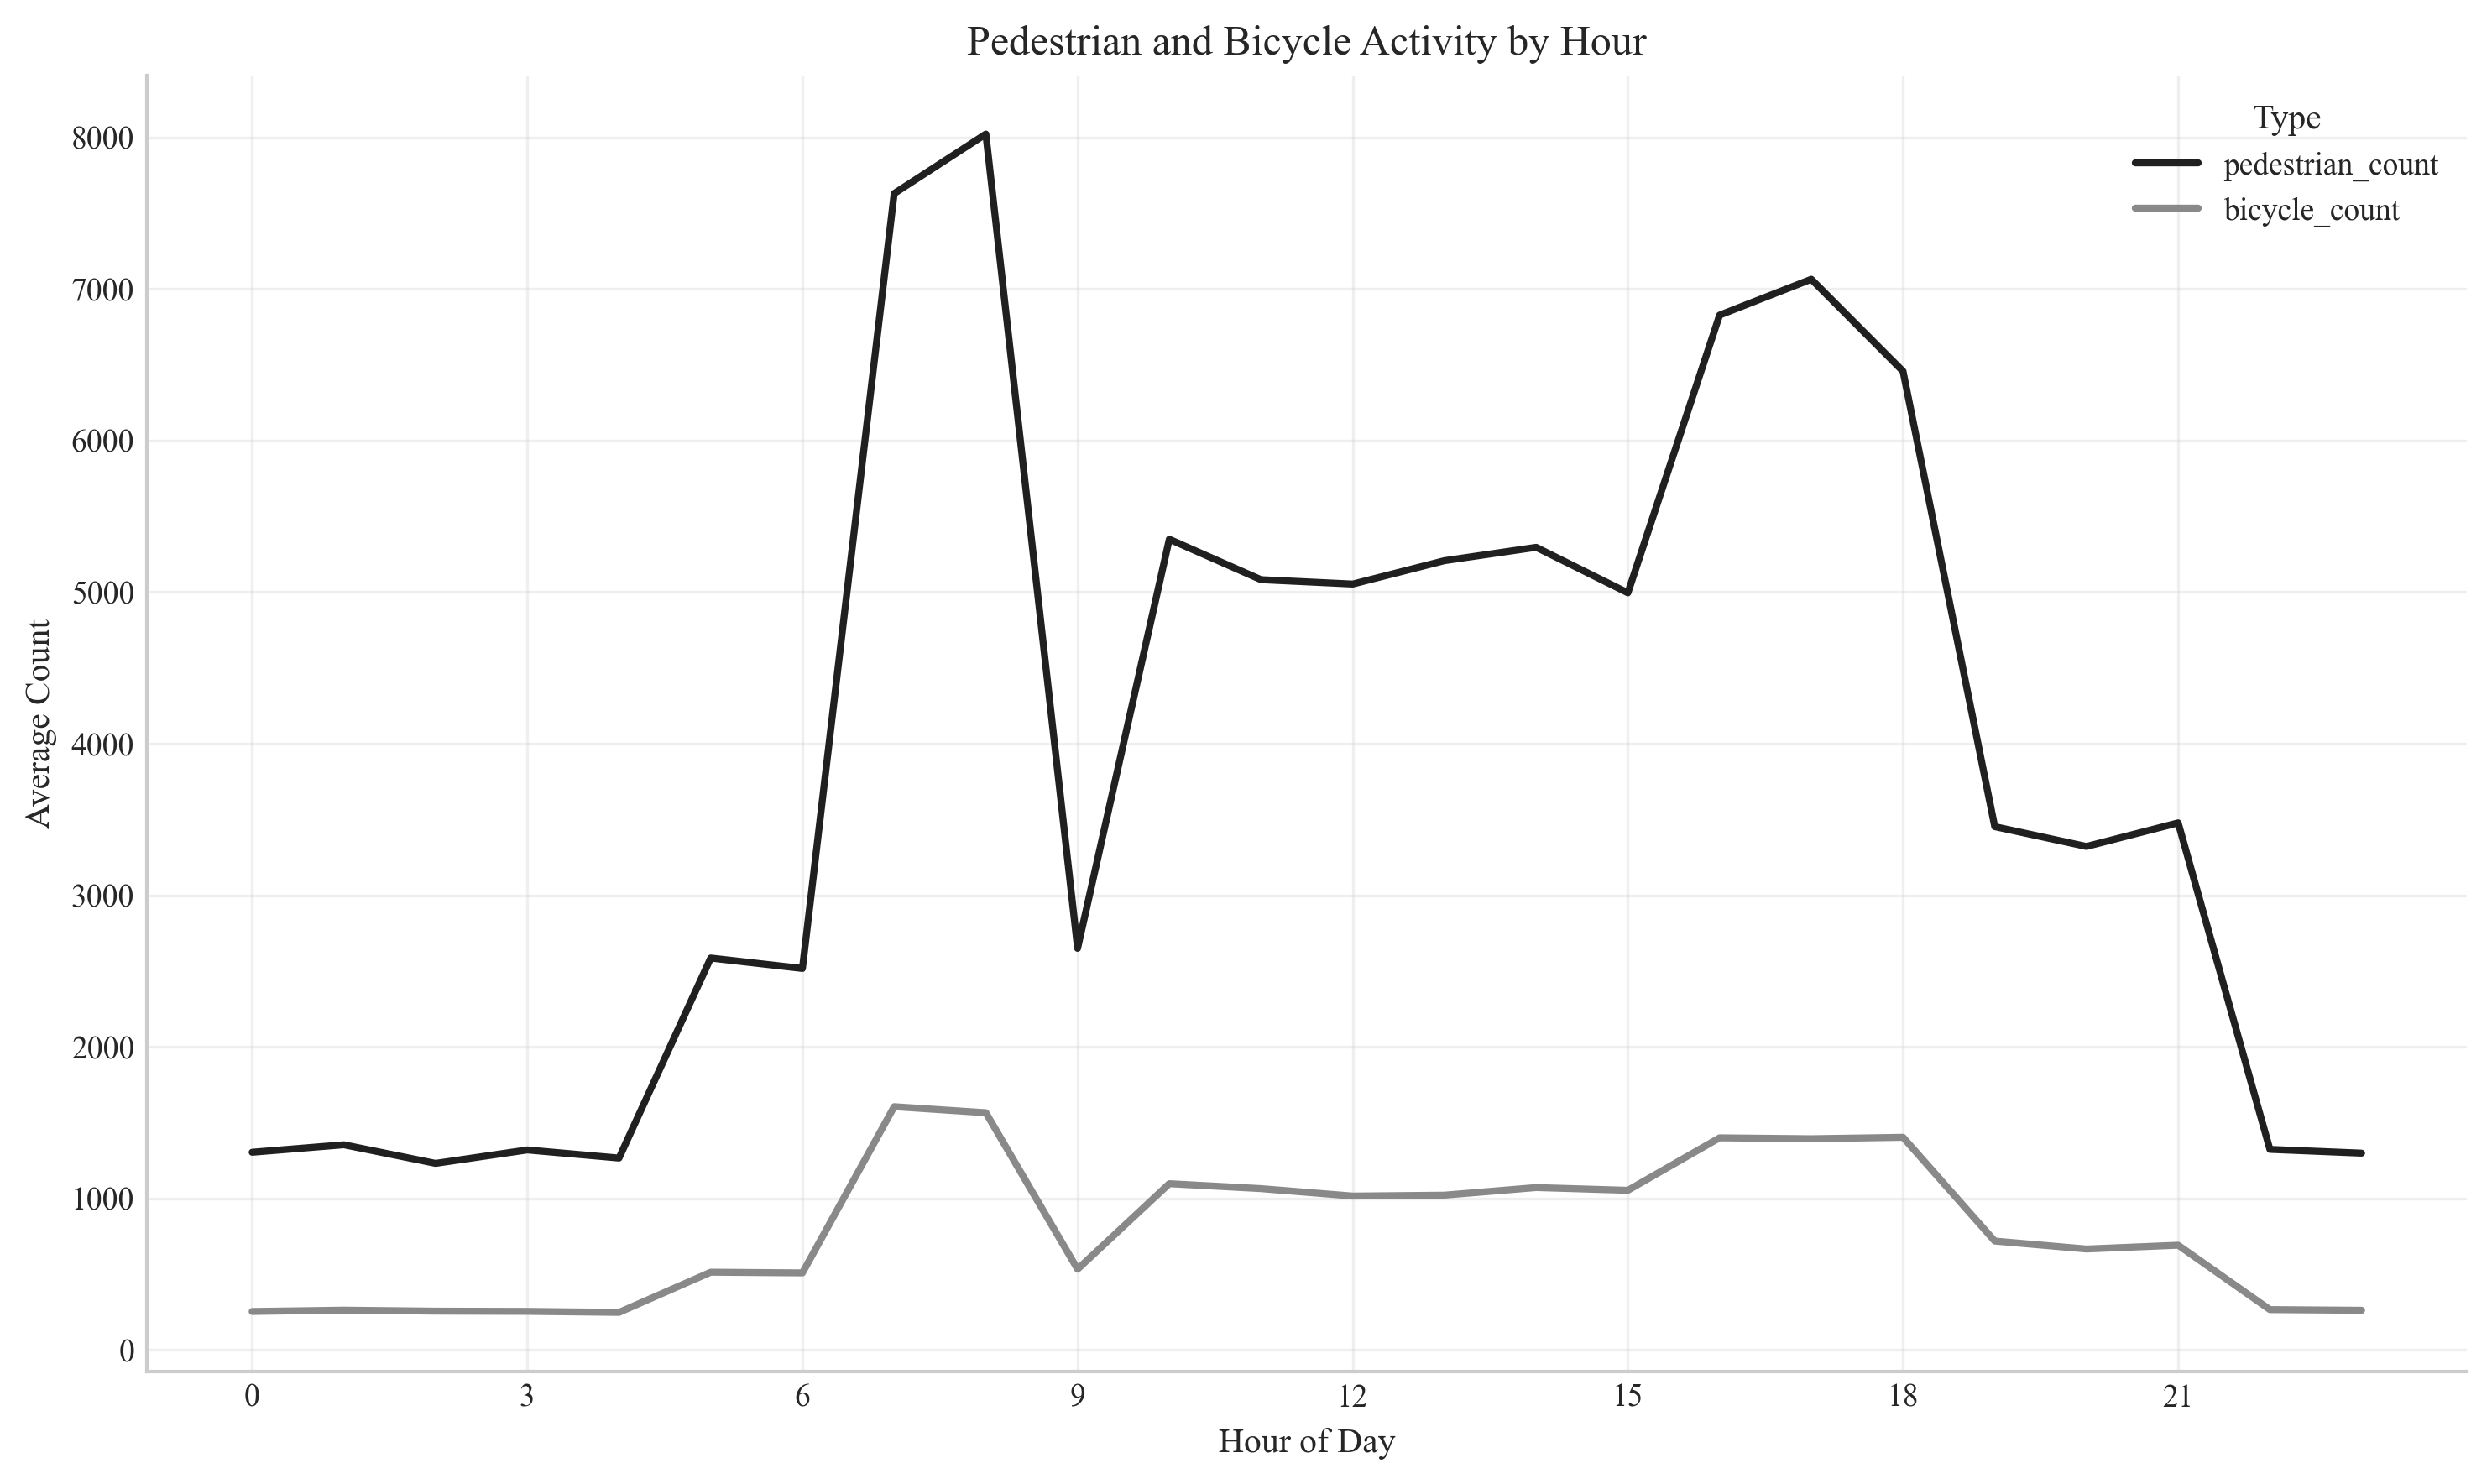 Pedestrian and Bicycle Activity by Hour
Type
pedestrian_count
bicycle_count
8000
7000
6000
5000
4000
3000
2000
1000
0
Average Count
0 3 6 9 12 15 18 21
Hour of Day